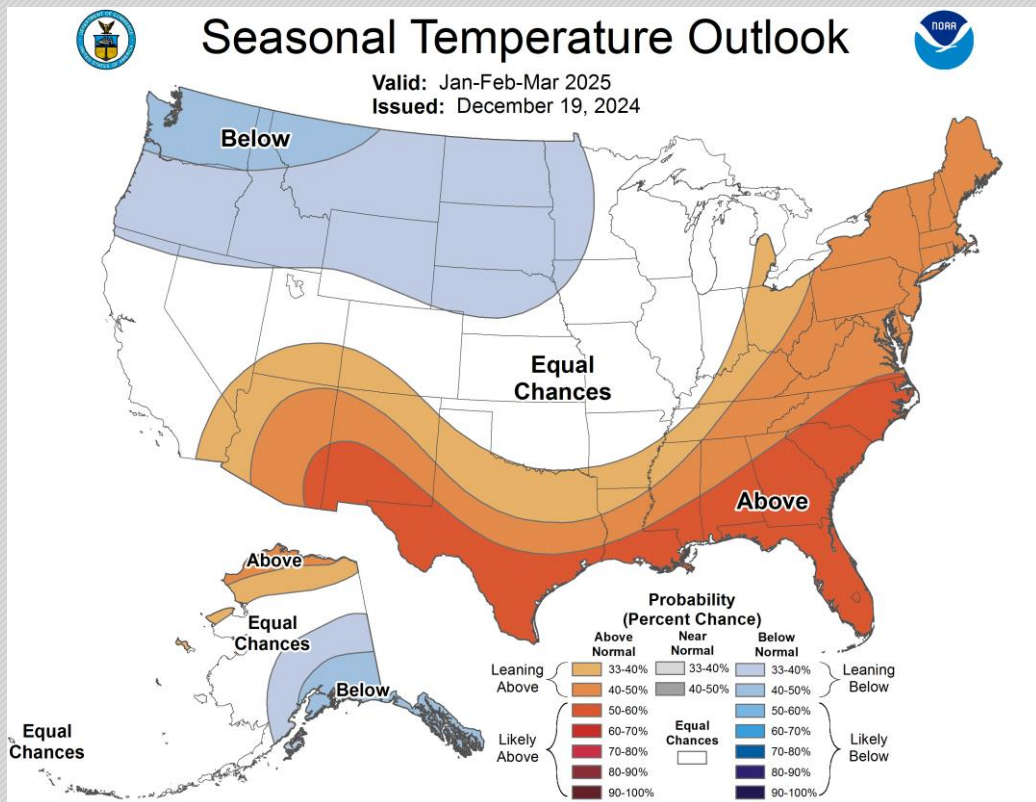 Seasonal Temperature Outlook
NOAA
Valid: Jan-Feb-Mar 2025
Issued: December 19, 2024
Below
Equal
Chances
Above
Above
Equal
Chances
Below
Equal
Chances
Probability
(Percent Chance)
Above
Normal
Near
Normal
Below
Normal
Leaning
Above
33-40%
40-50%
33-40%
40-50%
33-40%
40-50%
Leaning
Below
Likely
Above
50-60%
60-70%
70-80%
80-90%
90-100%
Equal
Chances
50-60%
60-70%
70-80%
80-90%
90-100%
Likely
Below